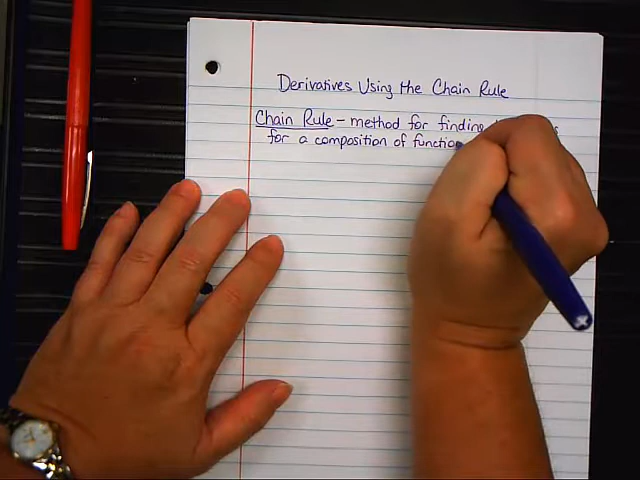 Derivatives Using the Chain Rule
Chain Rule - method for finding
for a composition of function